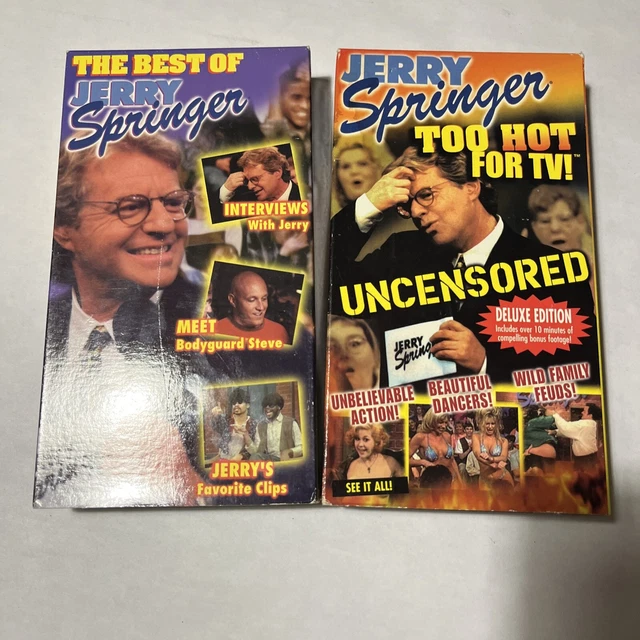 THE BEST OF
JERRY
Springer
INTERVIEWS
With Jerry
MEET
Bodyguard Steve
JERRY'S
Favorite Clips
JERRY
Springer
TOO HOT
FOR TV!™
UNCENSORED
DELUXE EDITION
Includes over 10 minutes of
compelling bonus footage!
JERRY
Springer
UNBELIEVABLE
ACTION!
BEAUTIFUL
DANCERS!
WILD FAMILY
FEUDS!
SEE IT ALL!